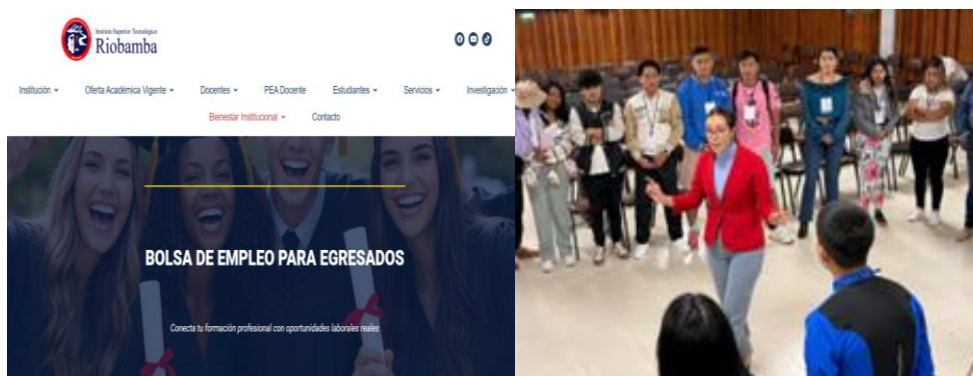 Instituto Superior Tecnológico
Riobamba
Institución
Oferta Académica Vigente
Docentes
PEA Docente
Estudiantes
Servicios
Investigación
Bienestar Institucional
Contacto
BOLSA DE EMPLEO PARA EGRESADOS
Conecta tu formación profesional con oportunidades laborales reales